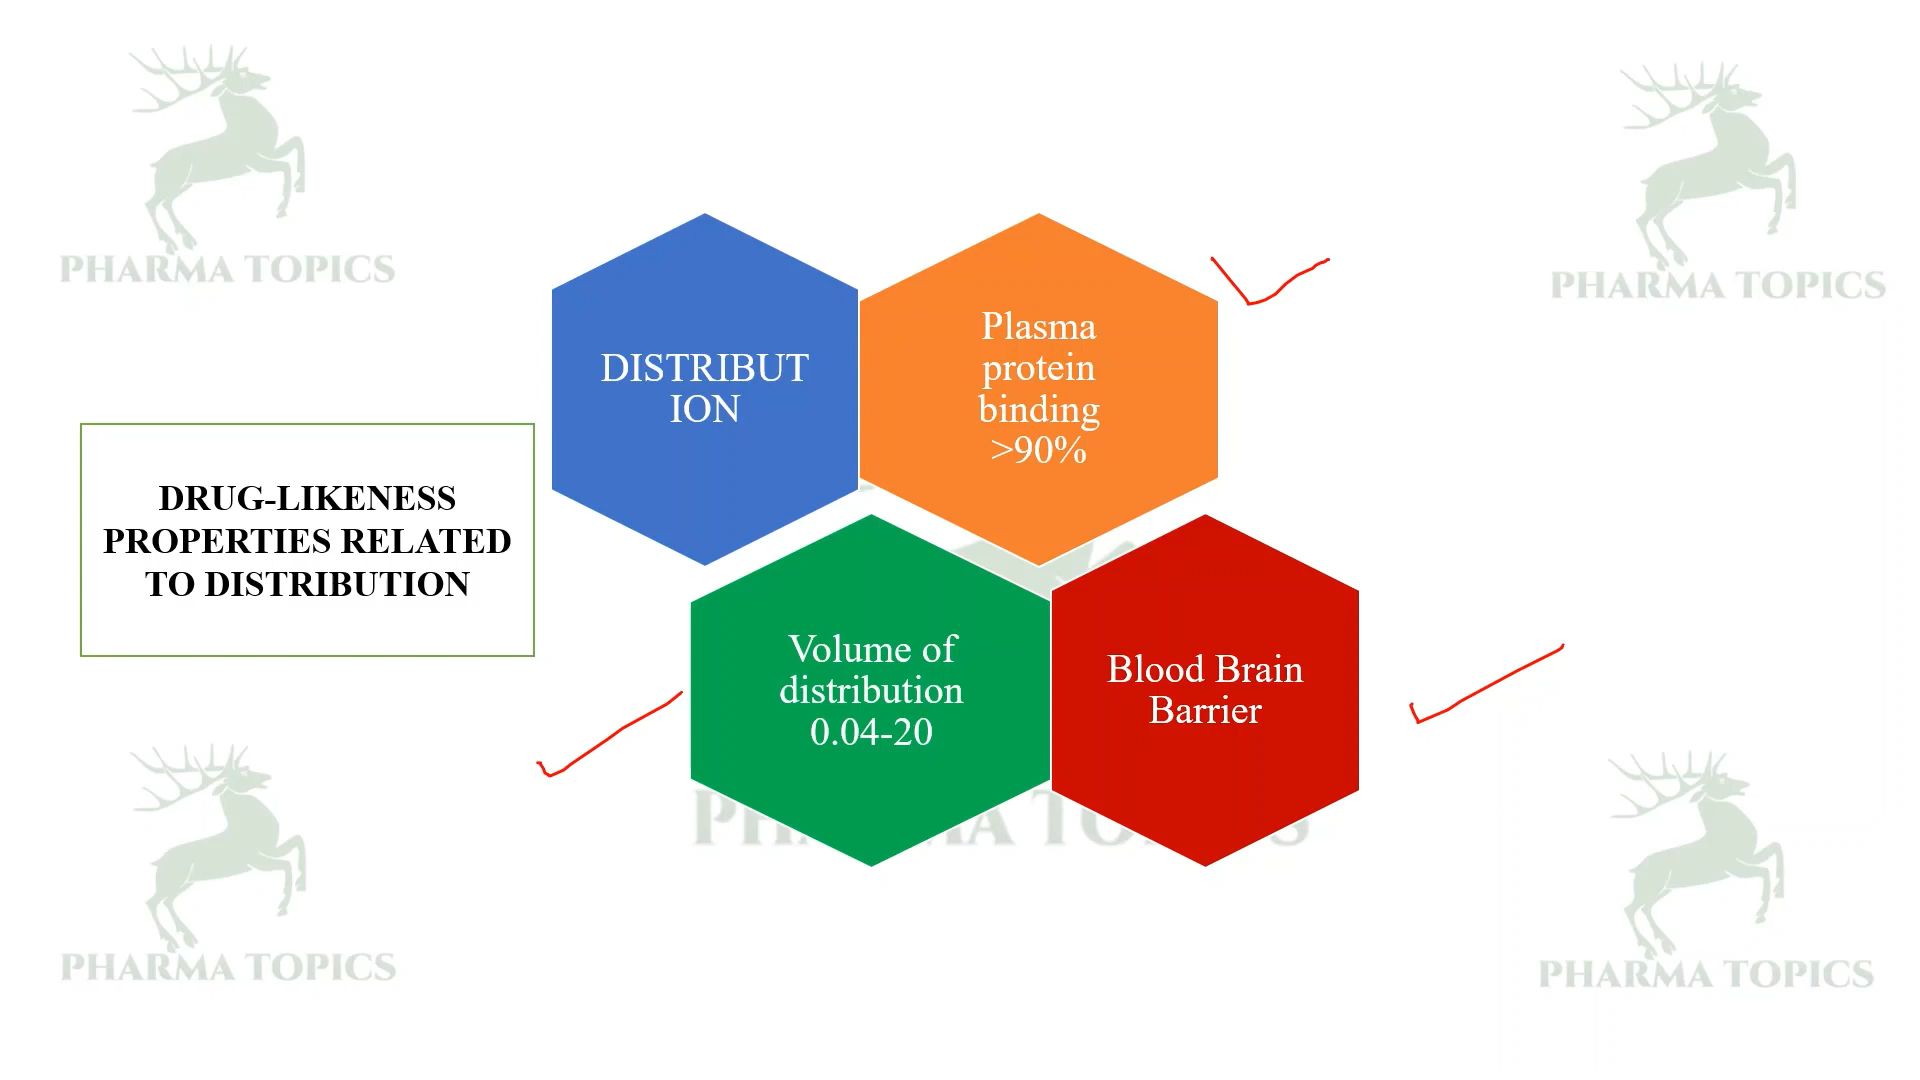 PHARMA TOPICS
PHARMA TOPICS
DISTRIBUT
ION
Plasma
protein
binding
>90%
DRUG-LIKENESS
PROPERTIES RELATED
TO DISTRIBUTION
Volume of
distribution
0.04-20
Blood Brain
Barrier
PHARMA TOPICS
PHARMA TOPICS